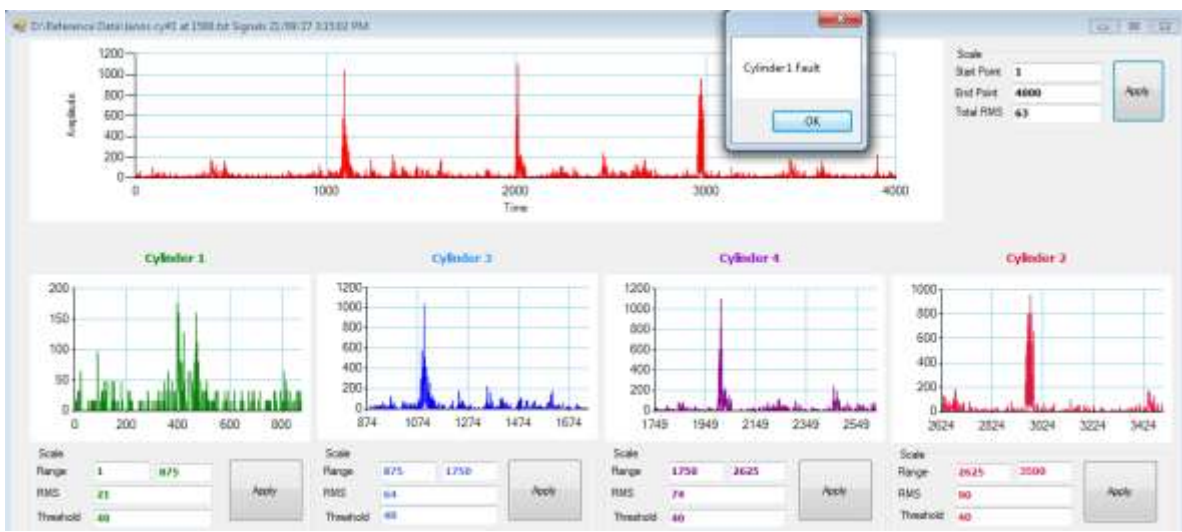 Cylinder1 Fault
OK
Scale
Start Point 1
End Point 4000
Total RMS 63
Apply
1200
1000
800
600
400
200
0
Amplitude
0 1000 2000 3000 4000
Time
Cylinder 1 Cylinder 3 Cylinder 4 Cylinder 2
200
150
100
50
0
0 200 400 600 800
1200
1000
800
600
400
200
0
874 1074 1274 1474 1674
1200
1000
800
600
400
200
0
1749 1949 2149 2349 2549
1000
800
600
400
200
0
2624 2824 3024 3224 3424
Scale
Range 1 875
RMS 21
Threshold 40
Apply
Scale
Range 875 1750
RMS 64
Threshold 40
Apply
Scale
Range 1750 2625
RMS 74
Threshold 40
Apply
Scale
Range 2625 3500
RMS
Threshold 40
Apply